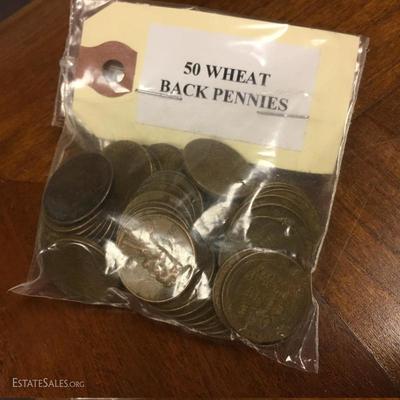 50 WHEAT
BACK PENNIES
ESTATESALES.ORG